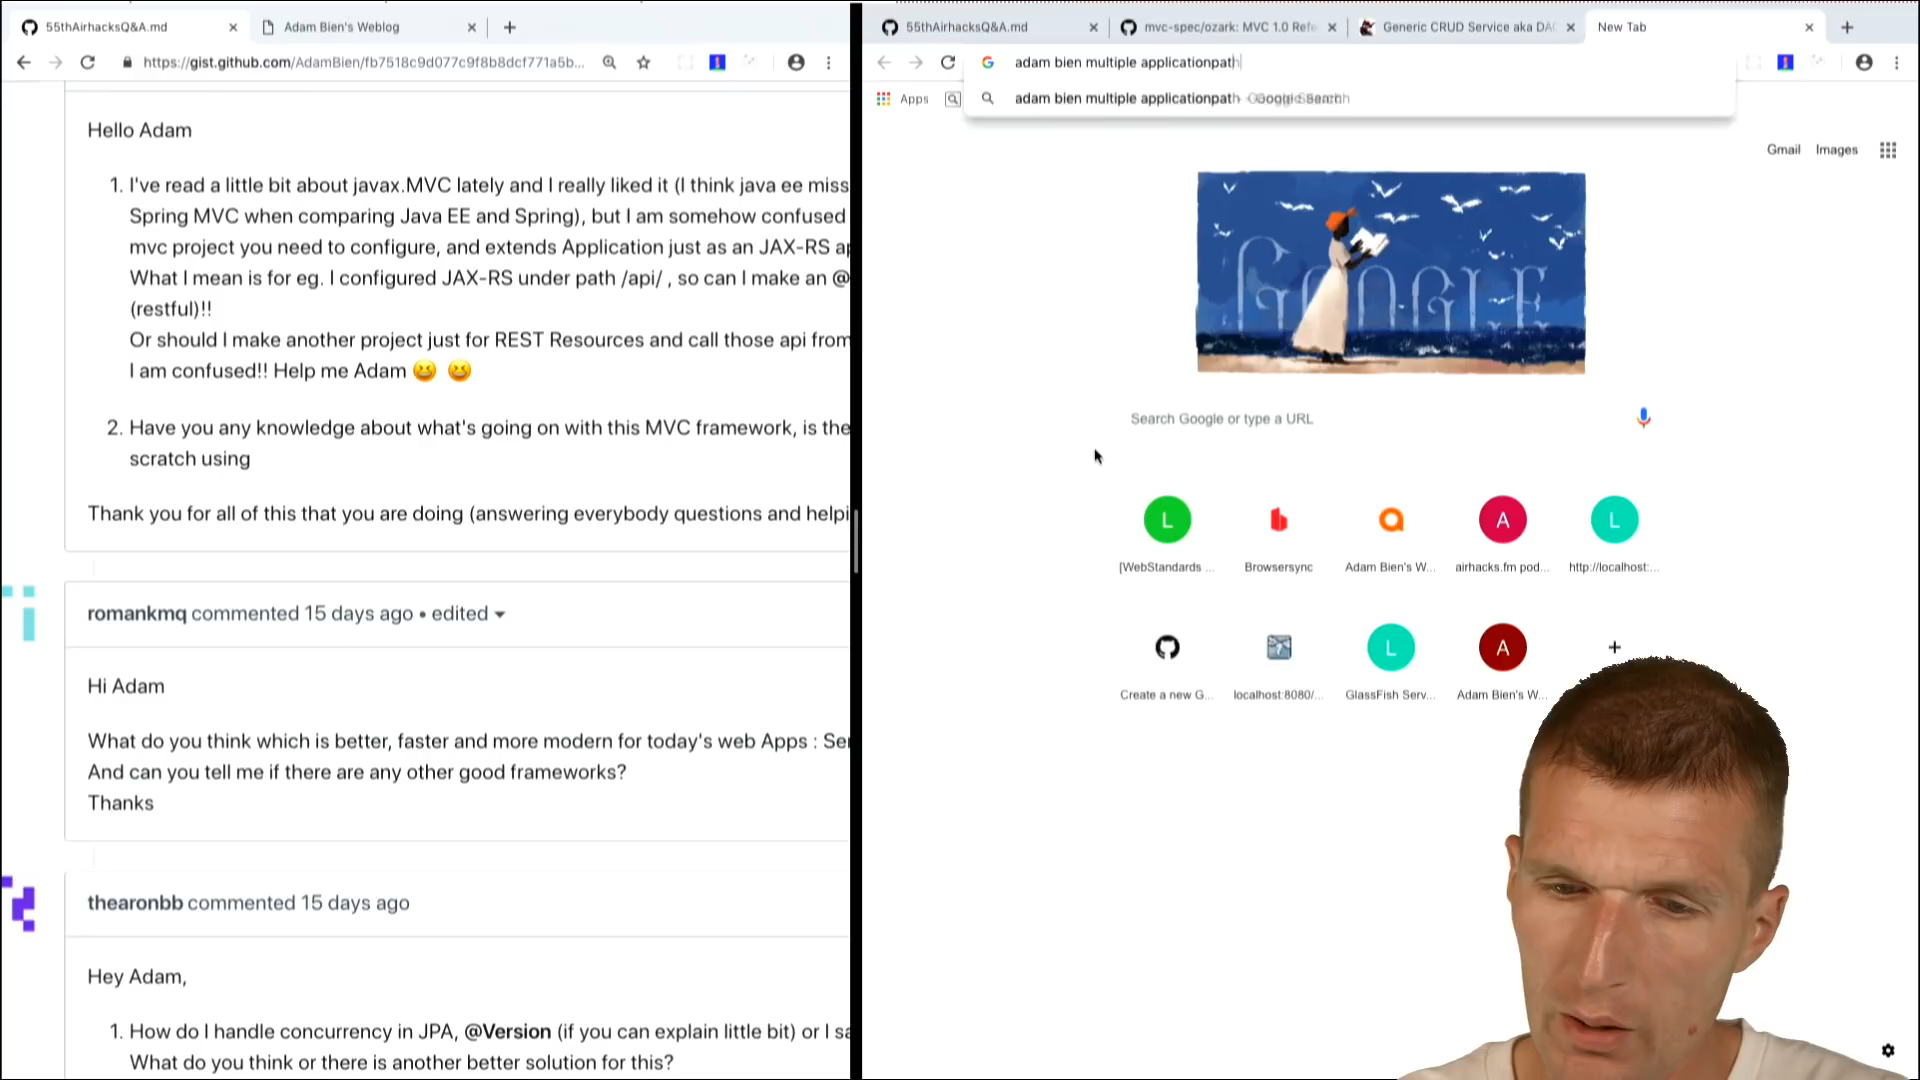 55thAirhacksQ&A.md
Adam Bien's Weblog
https://gist.github.com/AdamBien/fb7518c9d077c9f8b8dcf771a5b...
Hello Adam
1. I've read a little bit about javax.MVC lately and I really liked it (I think java ee miss
Spring MVC when comparing Java EE and Spring), but I am somehow confused
mvc project you need to configure, and extends Application just as an JAX-RS ap
What I mean is for eg. I configured JAX-RS under path /api/ , so can I make an @
(restful)!!
Or should I make another project just for REST Resources and call those api from
I am confused!! Help me Adam
2. Have you any knowledge about what's going on with this MVC framework, is the
scratch using
Thank you for all of this that you are doing (answering everybody questions and helpi
romankmq commented 15 days ago • edited
Hi Adam
What do you think which is better, faster and more modern for today's web Apps : Ser
And can you tell me if there are any other good frameworks?
Thanks
thearonbb commented 15 days ago
Hey Adam,
1. How do I handle concurrency in JPA, @Version (if you can explain little bit) or I sa
What do you think or there is another better solution for this?
55thAirhacksQ&A.md
mvc-spec/ozark: MVC 1.0 Refe
Generic CRUD Service aka DAO
New Tab
adam bien multiple applicationpath
adam bien multiple applicationpath - Google Search
Apps
Gmail
Images
GOOGLE
Search Google or type a URL
L
A
L
[WebStandards ...
Browsersync
Adam Bien's W...
airhacks.fm pod...
http://localhost:...
L
A
Create a new G...
localhost:8080/...
GlassFish Serv...
Adam Bien's W...